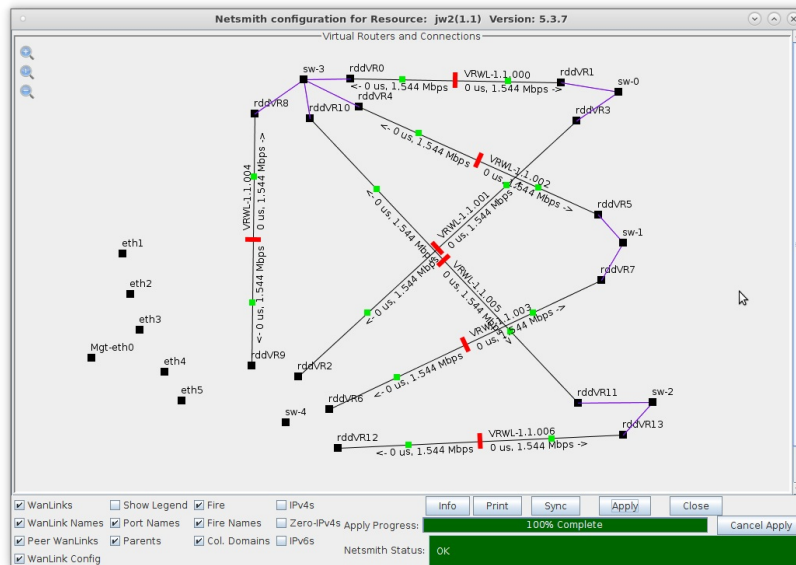 Netsmith configuration for Resource: jw2(1.1) Version: 5.3.7
Virtual Routers and Connections
sw-3
rddVR0
VRWL-1.1.000
rddVR1
<- 0 us, 1.544 Mbps
0 us, 1.544 Mbps ->
sw-0
rddVR8
rddVR10
rddVR4
rddVR3
<- 0 us, 1.544 Mbps
VRWL-1.1.002
0 us, 1.544 Mbps ->
VRWL-1.1.004
0 us, 1.544 Mbps ->
<- 0 us, 1.544 Mbps
VRWL-1.1.001
0 us, 1.544 Mbps ->
<- 0 us, 1.544 Mbps
rddVR5
sw-1
rddVR7
<- 0 us, 1.544 Mbps
VRWL-1.1.005
0 us, 1.544 Mbps
eth1
eth2
eth3
Mgt-eth0
eth4
eth5
VRWL-1.1.003
0 us, 1.544 Mbps ->
<- 0 us, 1.544 Mbps
rddVR9
rddVR2
rddVR6
sw-4
rddVR11
sw-2
rddVR13
rddVR12
VRWL-1.1.006
<- 0 us, 1.544 Mbps
0 us, 1.544 Mbps ->
WanLinks Show Legend Fire IPv4s Info Print Sync Apply Close
WanLink Names Port Names Fire Names Zero-IPv4s Apply Progress: 100% Complete Cancel Apply
Peer WanLinks Parents Col. Domains IPv6s Netsmith Status: OK
WanLink Config